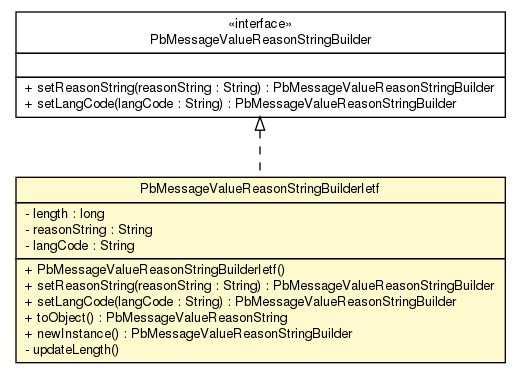 «interface»
PbMessageValueReasonStringBuilder
+ setReasonString(reasonString : String) : PbMessageValueReasonStringBuilder
+ setLangCode(langCode : String) : PbMessageValueReasonStringBuilder
PbMessageValueReasonStringBuilderIetf
- length : long
- reasonString : String
- langCode : String
+ PbMessageValueReasonStringBuilderIetf()
+ setReasonString(reasonString : String) : PbMessageValueReasonStringBuilder
+ setLangCode(langCode : String) : PbMessageValueReasonStringBuilder
+ toObject() : PbMessageValueReasonString
+ newInstance() : PbMessageValueReasonStringBuilder
- updateLength()